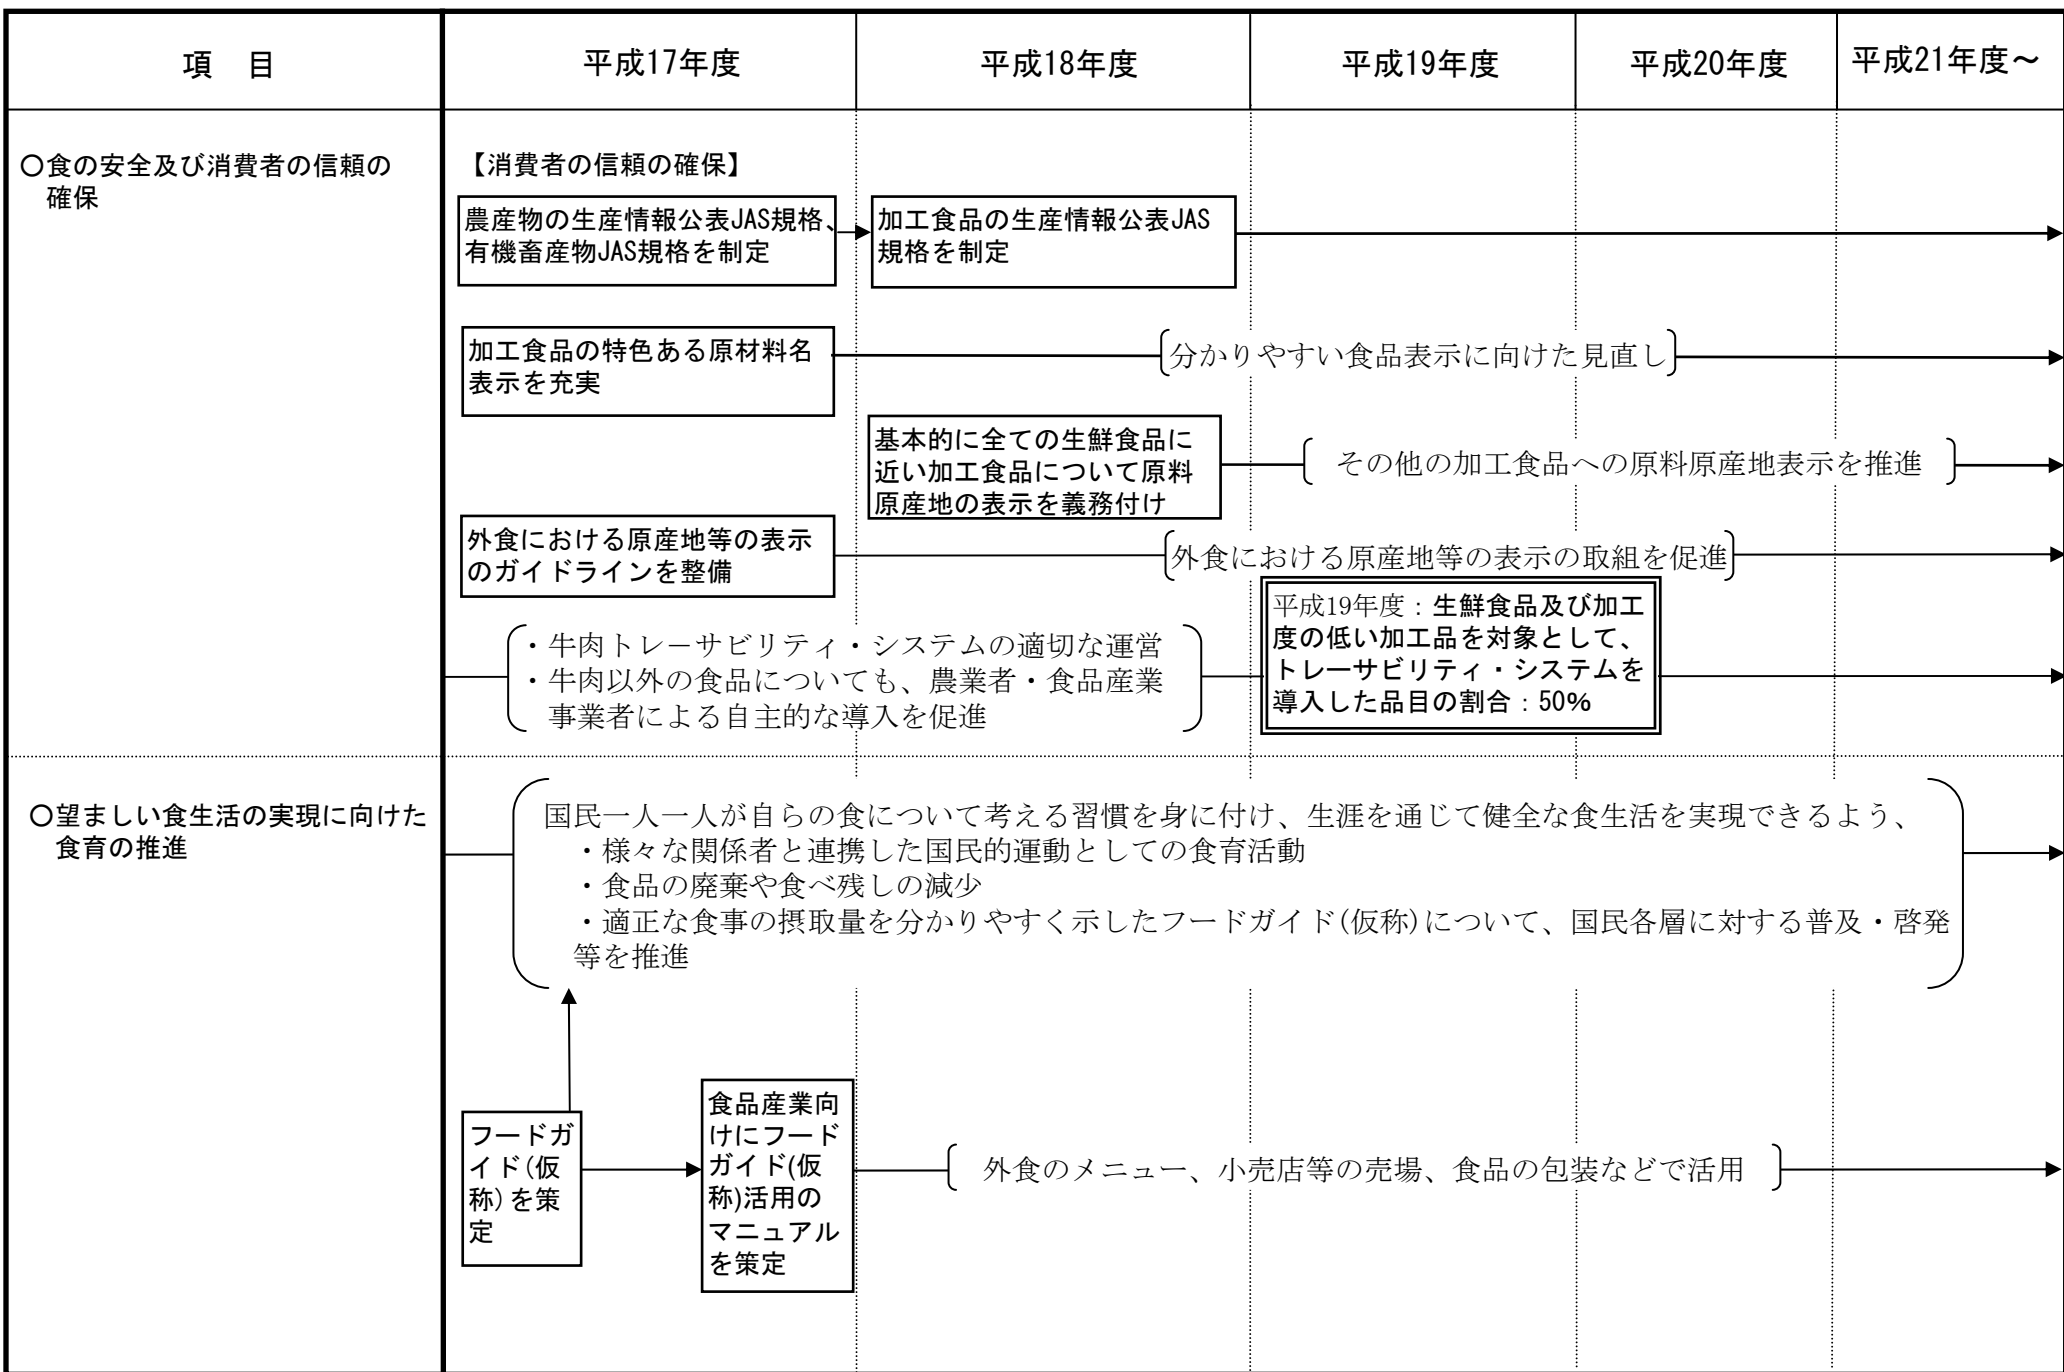 項　目
平成17年度
平成18年度
平成19年度
平成20年度
平成21年度～
○食の安全及び消費者の信頼の
確保
【消費者の信頼の確保】
農産物の生産情報公表JAS規格、
有機畜産物JAS規格を制定
加工食品の生産情報公表JAS
規格を制定
加工食品の特色ある原材料名
表示を充実
分かりやすい食品表示に向けた見直し
基本的に全ての生鮮食品に
近い加工食品について原料
原産地の表示を義務付け
その他の加工食品への原料原産地表示を推進
外食における原産地等の表示
のガイドラインを整備
外食における原産地等の表示の取組を促進
・牛肉トレーサビリティ・システムの適切な運営
・牛肉以外の食品についても、農業者・食品産業
事業者による自主的な導入を促進
平成19年度：生鮮食品及び加工
度の低い加工品を対象として、
トレーサビリティ・システムを
導入した品目の割合：50%
○望ましい食生活の実現に向けた
食育の推進
国民一人一人が自らの食について考える習慣を身に付け、生涯を通じて健全な食生活を実現できるよう、
・様々な関係者と連携した国民的運動としての食育活動
・食品の廃棄や食べ残しの減少
・適正な食事の摂取量を分かりやすく示したフードガイド(仮称)について、国民各層に対する普及・啓発
等を推進
フードガ
イド(仮
称)を策
定
食品産業向
けにフード
ガイド(仮
称)活用の
マニュアル
を策定
外食のメニュー、小売店等の売場、食品の包装などで活用